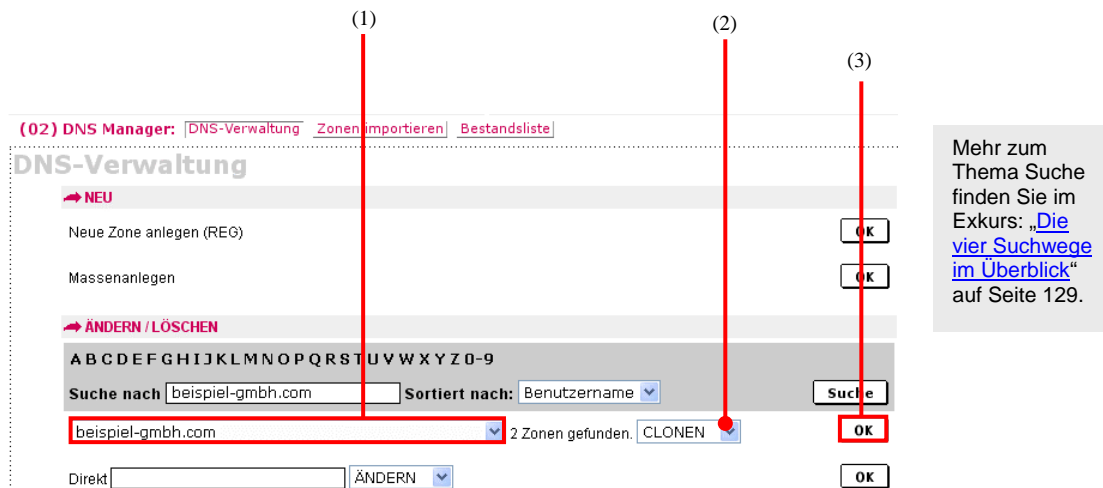 (1)
(2)
(3)
(02) DNS Manager: DNS-Verwaltung Zonen importieren Bestandsliste
DNS-Verwaltung
NEU
Neue Zone anlegen (REG) OK
Massenanlegen OK
ÄNDERN / LÖSCHEN
A B C D E F G H I J K L M N O P Q R S T U V W X Y Z 0-9
Suche nach beispiel-gmbh.com Sortiert nach: Benutzername Suche
beispiel-gmbh.com 2 Zonen gefunden. CLONEN OK
Direkt ÄNDERN OK
Mehr zum
Thema Suche
finden Sie im
Exkurs: „Die
vier Suchwege
im Überblick“
auf Seite 129.